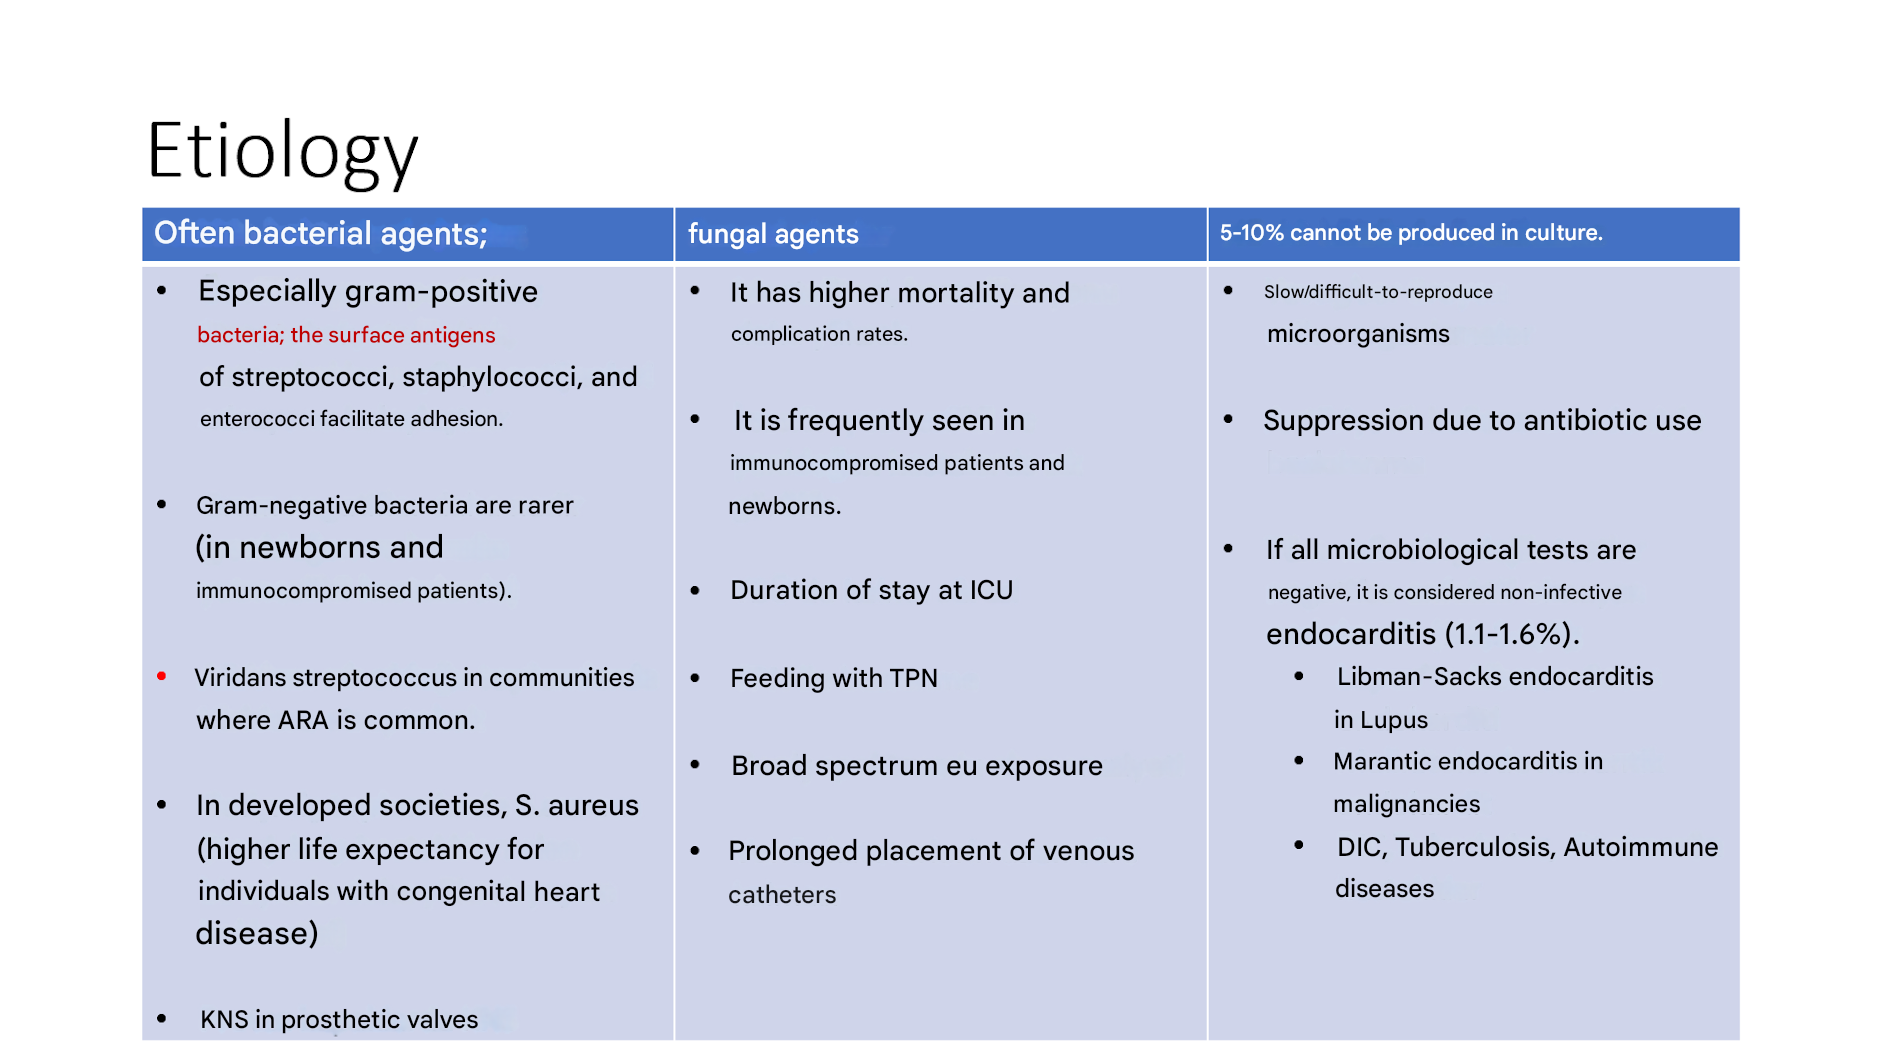 Etiology
Often bacterial agents;
• Especially gram-positive
bacteria; the surface antigens
of streptococci, staphylococci, and
enterococci facilitate adhesion.
• Gram-negative bacteria are rarer
(in newborns and
immunocompromised patients).
• Viridans streptococcus in communities
where ARA is common.
• In developed societies, S. aureus
(higher life expectancy for
individuals with congenital heart
disease)
• KNS in prosthetic valves
fungal agents
• It has higher mortality and
complication rates.
• It is frequently seen in
immunocompromised patients and
newborns.
• Duration of stay at ICU
• Feeding with TPN
• Broad spectrum eu exposure
• Prolonged placement of venous
catheters
5-10% cannot be produced in culture.
• Slow/difficult-to-reproduce
microorganisms
• Suppression due to antibiotic use
• If all microbiological tests are
negative, it is considered non-infective
endocarditis (1.1-1.6%).
• Libman-Sacks endocarditis
in Lupus
• Marantic endocarditis in
malignancies
• DIC, Tuberculosis, Autoimmune
diseases